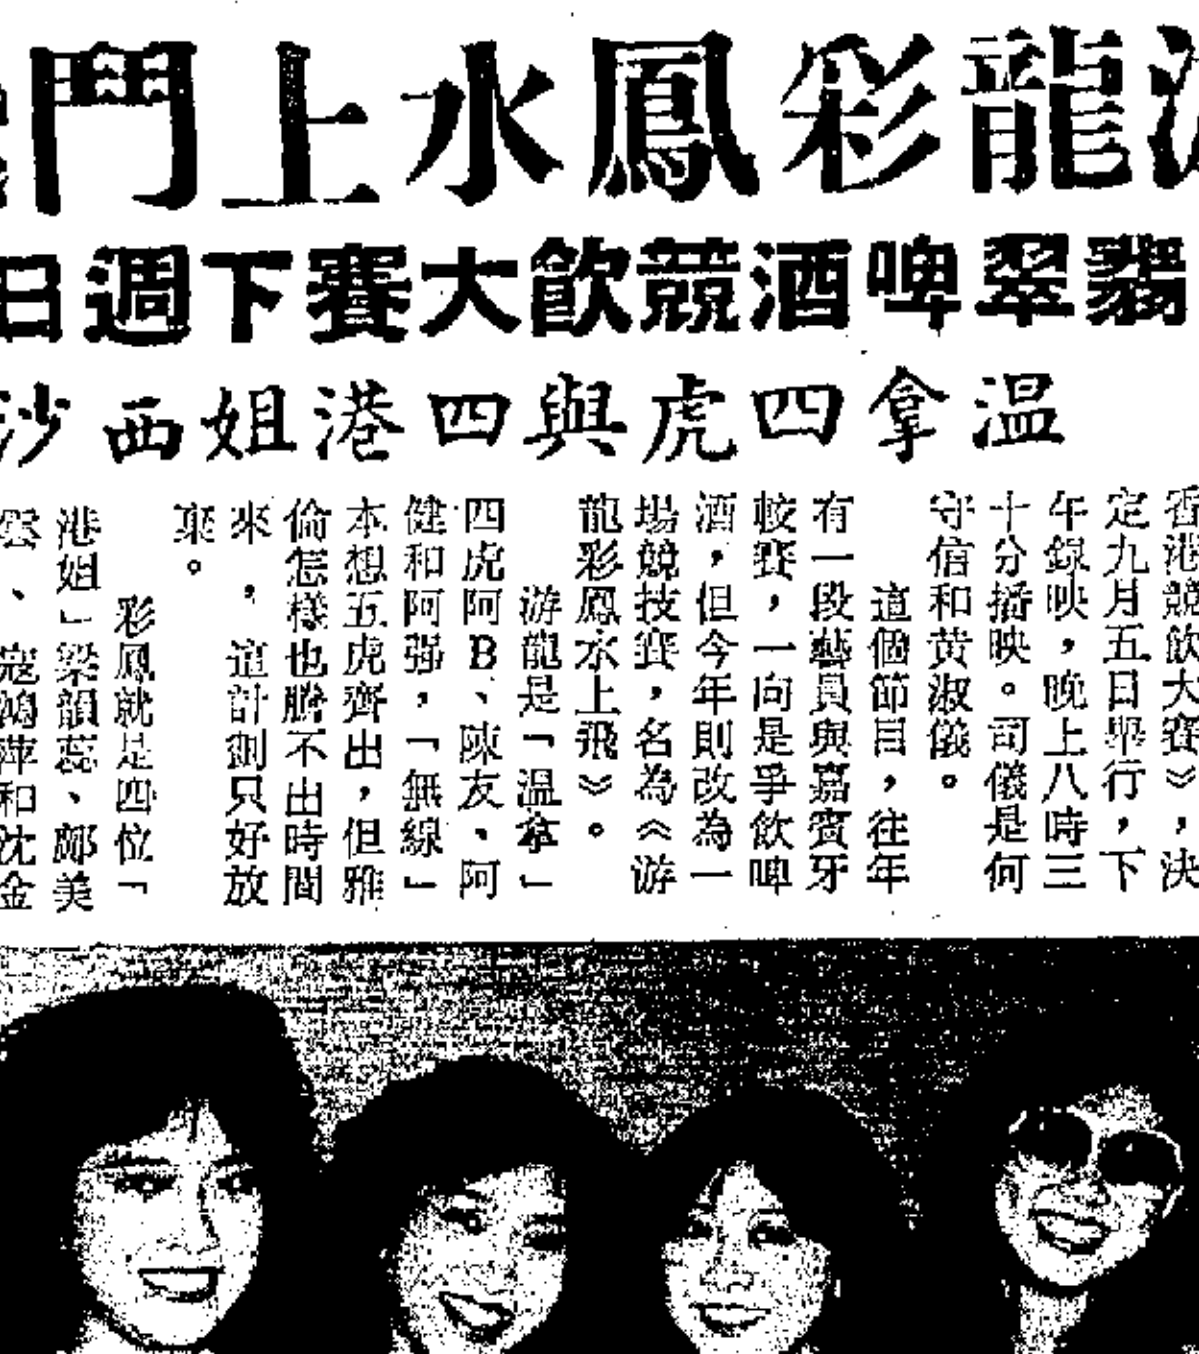 龍彩鳳水上鬥
翡翠啤酒競飲大賽下週日
溫拿四虎與四港姐西沙
香港競飲大賽》，決
定九月五日舉行，下
午錄映，晚上八時三
十分播映。司儀是何
守信和黄淑儀。
這個節目，往年
有一段藝員與嘉賓牙
較賽，一向是爭飲啤
酒，但今年則改為一
場競技賽，名為《游
龍彩鳳水上飛》。
游龍是「溫拿」
四虎阿B、陳友、阿
健和阿強，「無線」
本想五虎齊出，但雅
倫怎樣也騰不出時間
來，這計劃只好放
棄。
彩鳳就是四位「
港姐」梁韻蕊、鄺美
雲、寇鴻萍和沈金